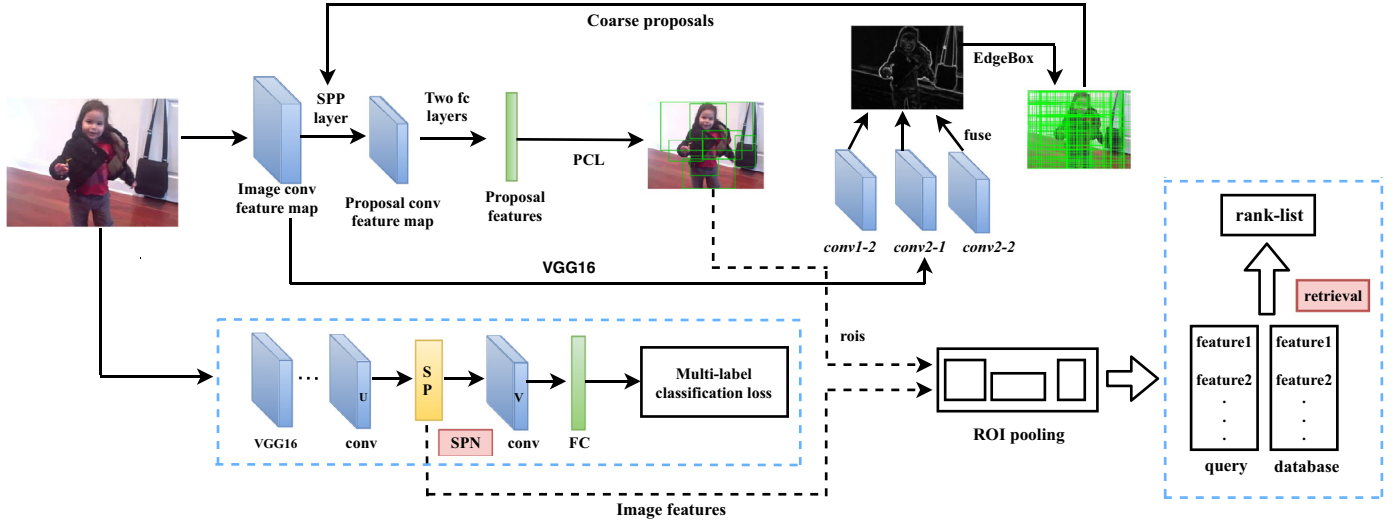 Coarse proposals
EdgeBox
SPP
layer
Two fc
layers
PCL
fuse
Image conv
feature map
Proposal conv
feature map
Proposal
features
conv1-2
conv2-1
conv2-2
VGG16
rank-list
retrieval
feature1
feature2
.
.
.
query
feature1
feature2
.
.
.
database
rois
ROI pooling
...
U
S
P
V
Multi-label
classification loss
VGG16
conv
SPN
conv
FC
Image features